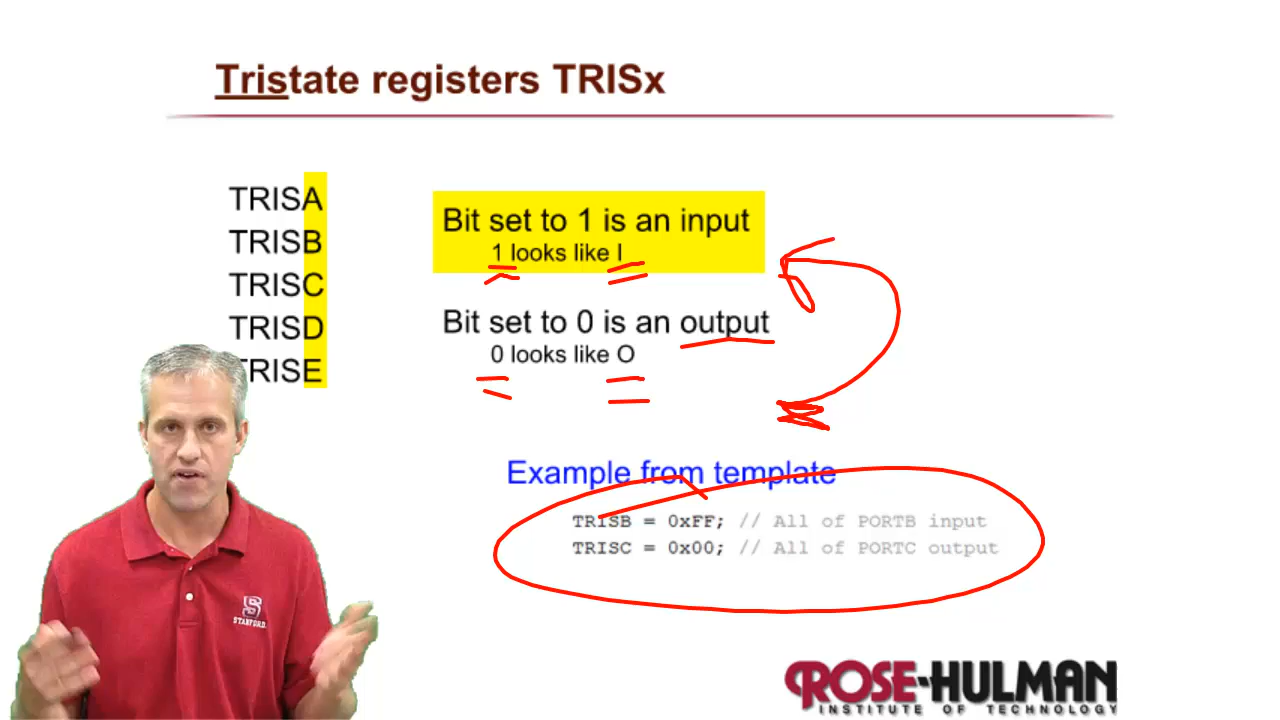 Tristate registers TRISx
TRISA
TRISB
TRISC
TRISD
TRISE
Bit set to 1 is an input
1 looks like I
Bit set to 0 is an output
0 looks like O
Example from template
TRISB = 0xFF; // All of PORTB input
TRISC = 0x00; // All of PORTC output
S
STANFORD
ROSE-HULMAN
INSTITUTE OF TECHNOLOGY